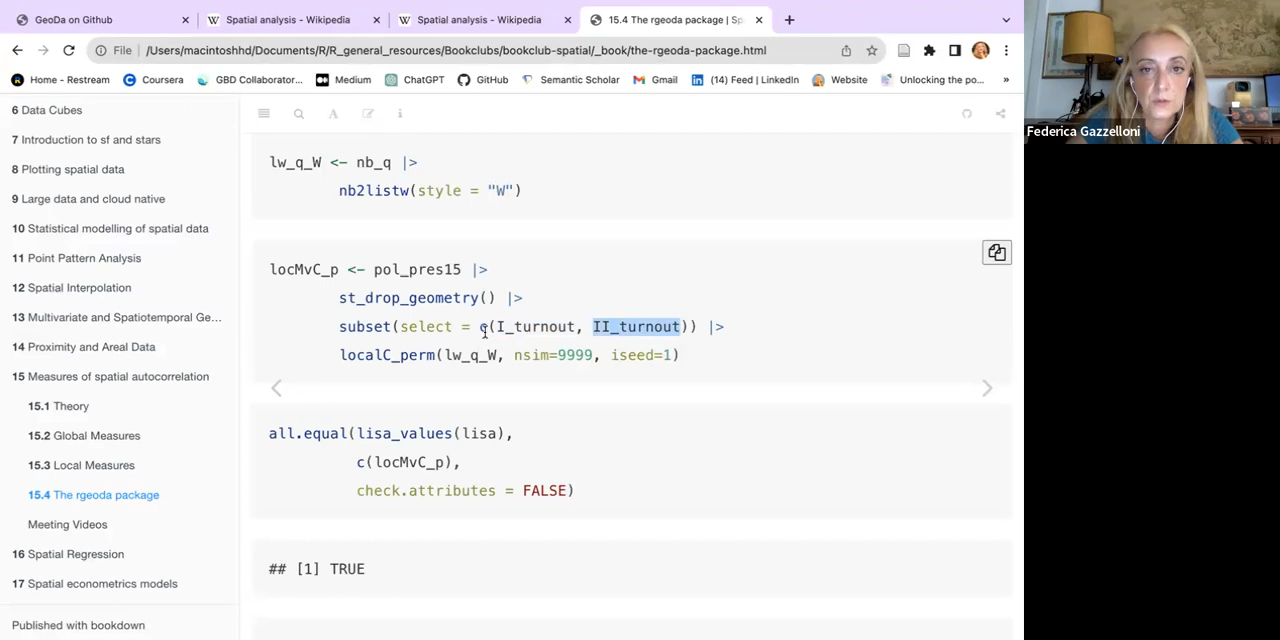 GeoDa on Github
Spatial analysis - Wikipedia
Spatial analysis - Wikipedia
15.4 The rgeoda package | Sp
File /Users/macintoshhd/Documents/R/R_general_resources/Bookclubs/bookclub-spatial/_book/the-rgeoda-package.html
Home - Restream
Coursera
GBD Collaborator...
Medium
ChatGPT
GitHub
Semantic Scholar
Gmail
(14) Feed | LinkedIn
Website
Unlocking the po...
»
6 Data Cubes
7 Introduction to sf and stars
8 Plotting spatial data
9 Large data and cloud native
10 Statistical modelling of spatial data
11 Point Pattern Analysis
12 Spatial Interpolation
13 Multivariate and Spatiotemporal Ge...
14 Proximity and Areal Data
15 Measures of spatial autocorrelation
15.1 Theory
15.2 Global Measures
15.3 Local Measures
15.4 The rgeoda package
Meeting Videos
16 Spatial Regression
17 Spatial econometrics models
Published with bookdown
lw_q_W <- nb_q |>
nb2listw(style = "W")
locMvC_p <- pol_pres15 |>
st_drop_geometry() |>
subset(select = c(I_turnout, II_turnout)) |>
localC_perm(lw_q_W, nsim=9999, iseed=1)
all.equal(lisa_values(lisa),
c(locMvC_p),
check.attributes = FALSE)
## [1] TRUE
Federica Gazzelloni